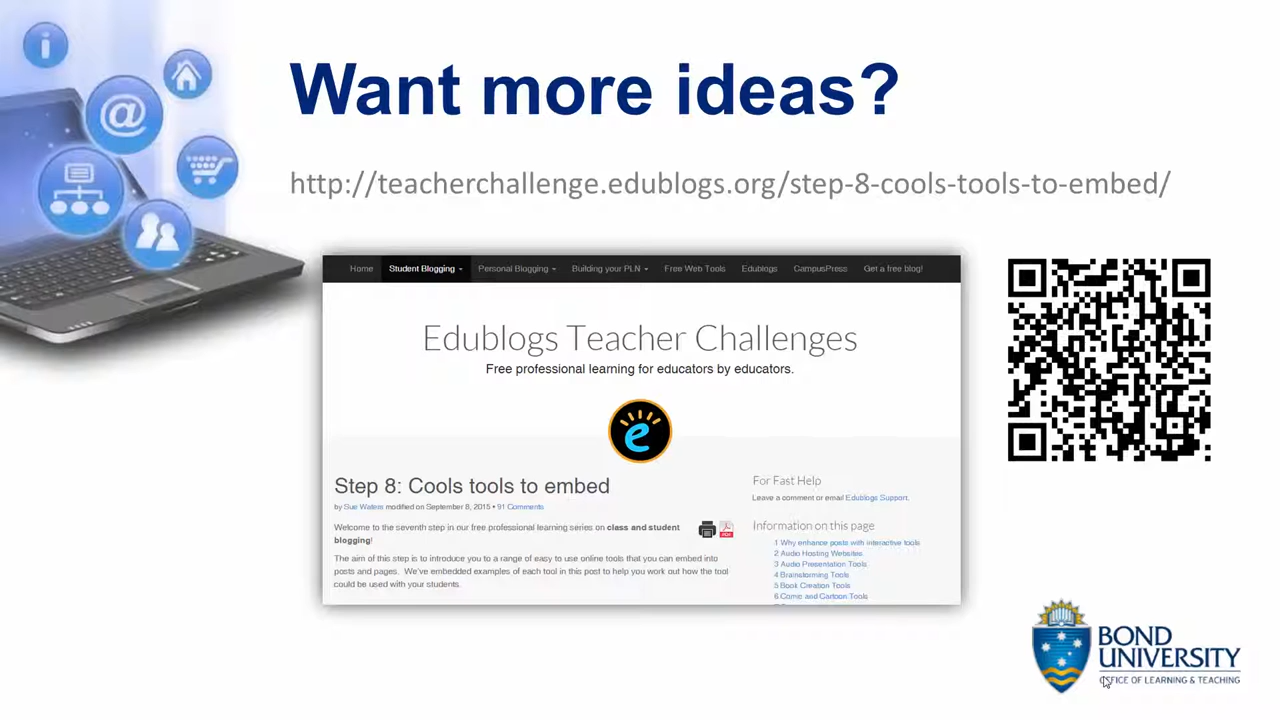 Want more ideas?
http://teacherchallenge.edublogs.org/step-8-cools-tools-to-embed/
Home Student Blogging Personal Blogging Building your PLN Free Web Tools Edublogs CampusPress Get a free blog!
Edublogs Teacher Challenges
Free professional learning for educators by educators.
e
Step 8: Cools tools to embed
by Sue Waters modified on September 8, 2015 • 91 Comments
Welcome to the seventh step in our free professional learning series on class and student
blogging!
The aim of this step is to introduce you to a range of easy to use online tools that you can embed into
posts and pages. We've embedded examples of each tool in this post to help you work out how the tool
could be used with your students.
PDF
For Fast Help
Leave a comment or email Edublogs Support.
Information on this page
1 Why enhance posts with interactive tools
2 Audio Hosting Websites
3 Audio Presentation Tools
4 Brainstorming Tools
5 Book Creation Tools
6 Comic and Cartoon Tools
BOND
UNIVERSITY
OFFICE OF LEARNING & TEACHING